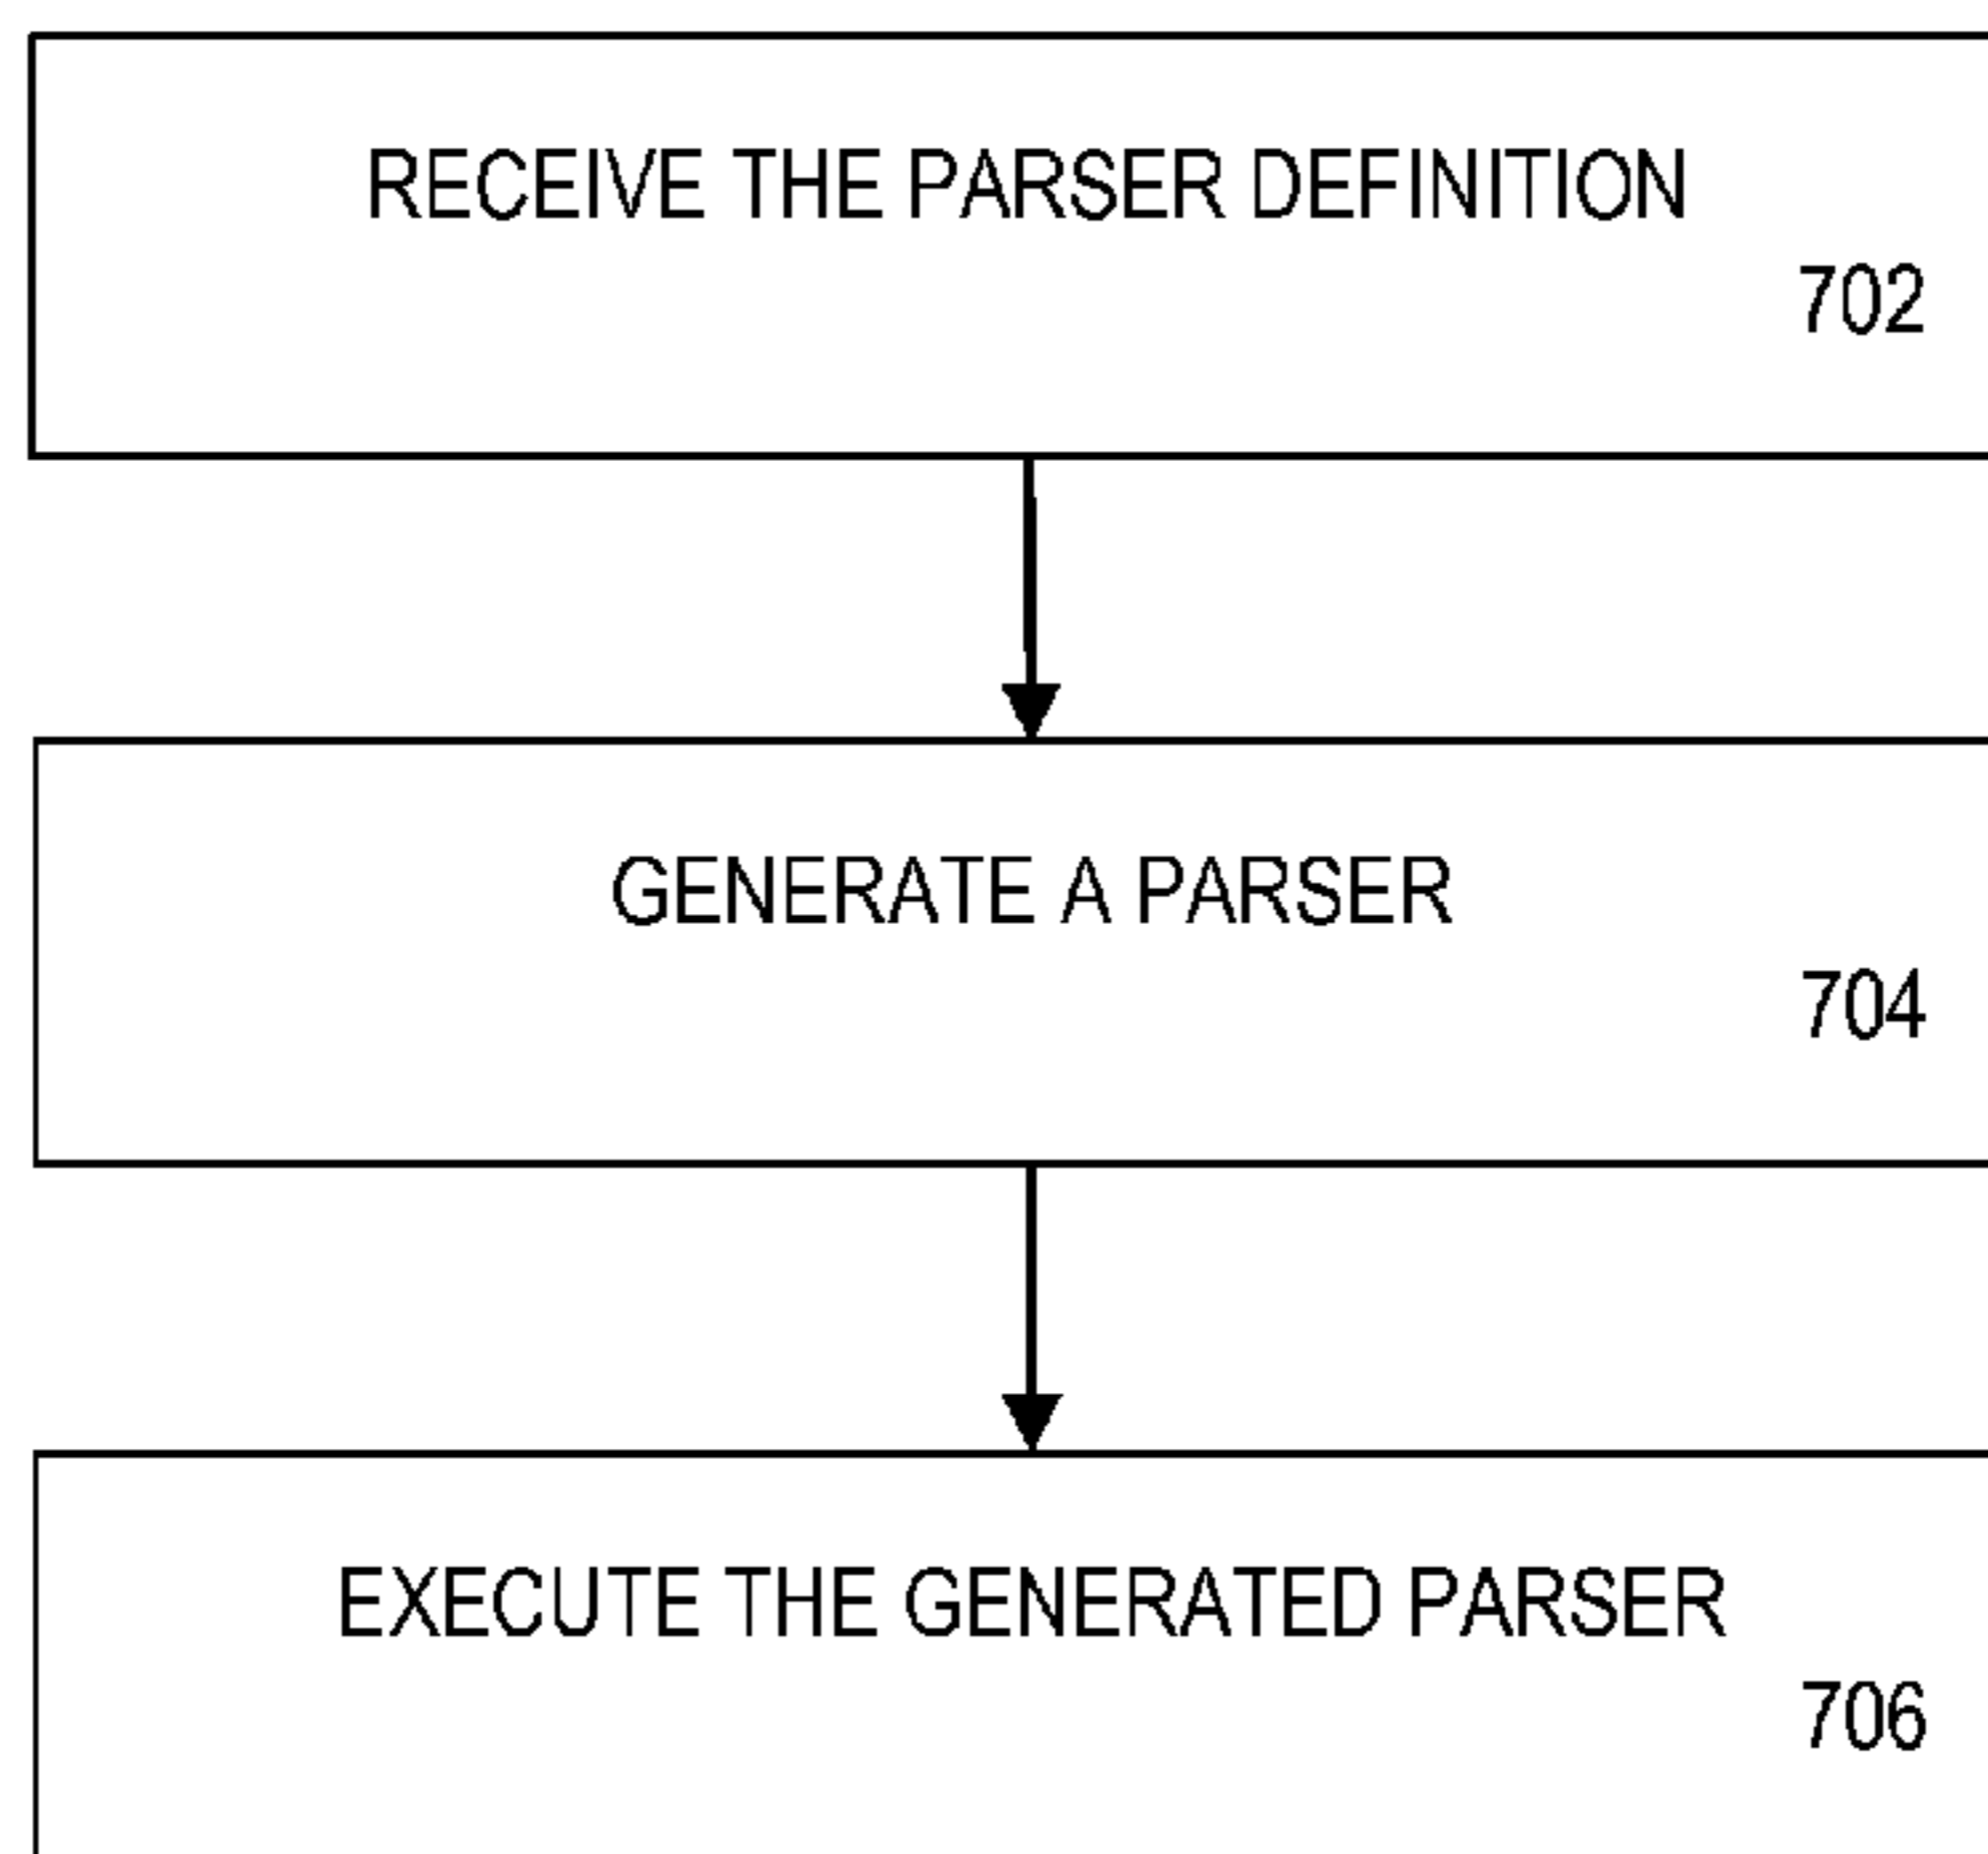 RECEIVE THE PARSER DEFINITION
702
GENERATE A PARSER
704
EXECUTE THE GENERATED PARSER
706